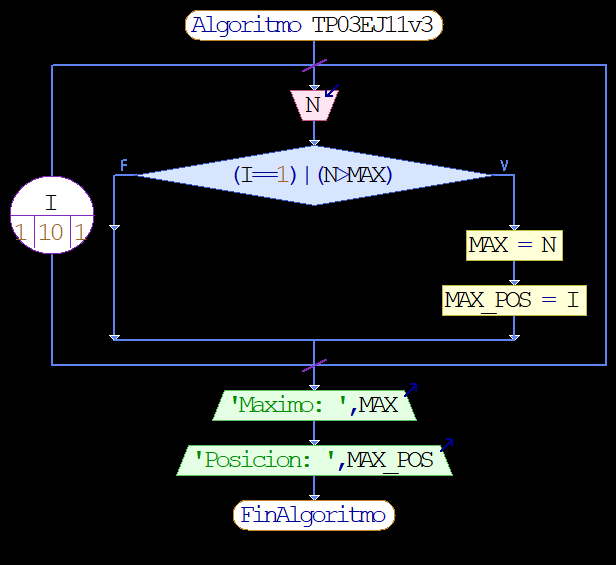 Algoritmo TP03EJ11v3
N
F
(I==1)|(N>MAX)
V
I
1 10 1
MAX = N
MAX_POS = I
'Maximo: ',MAX
'Posicion: ',MAX_POS
FinAlgoritmo